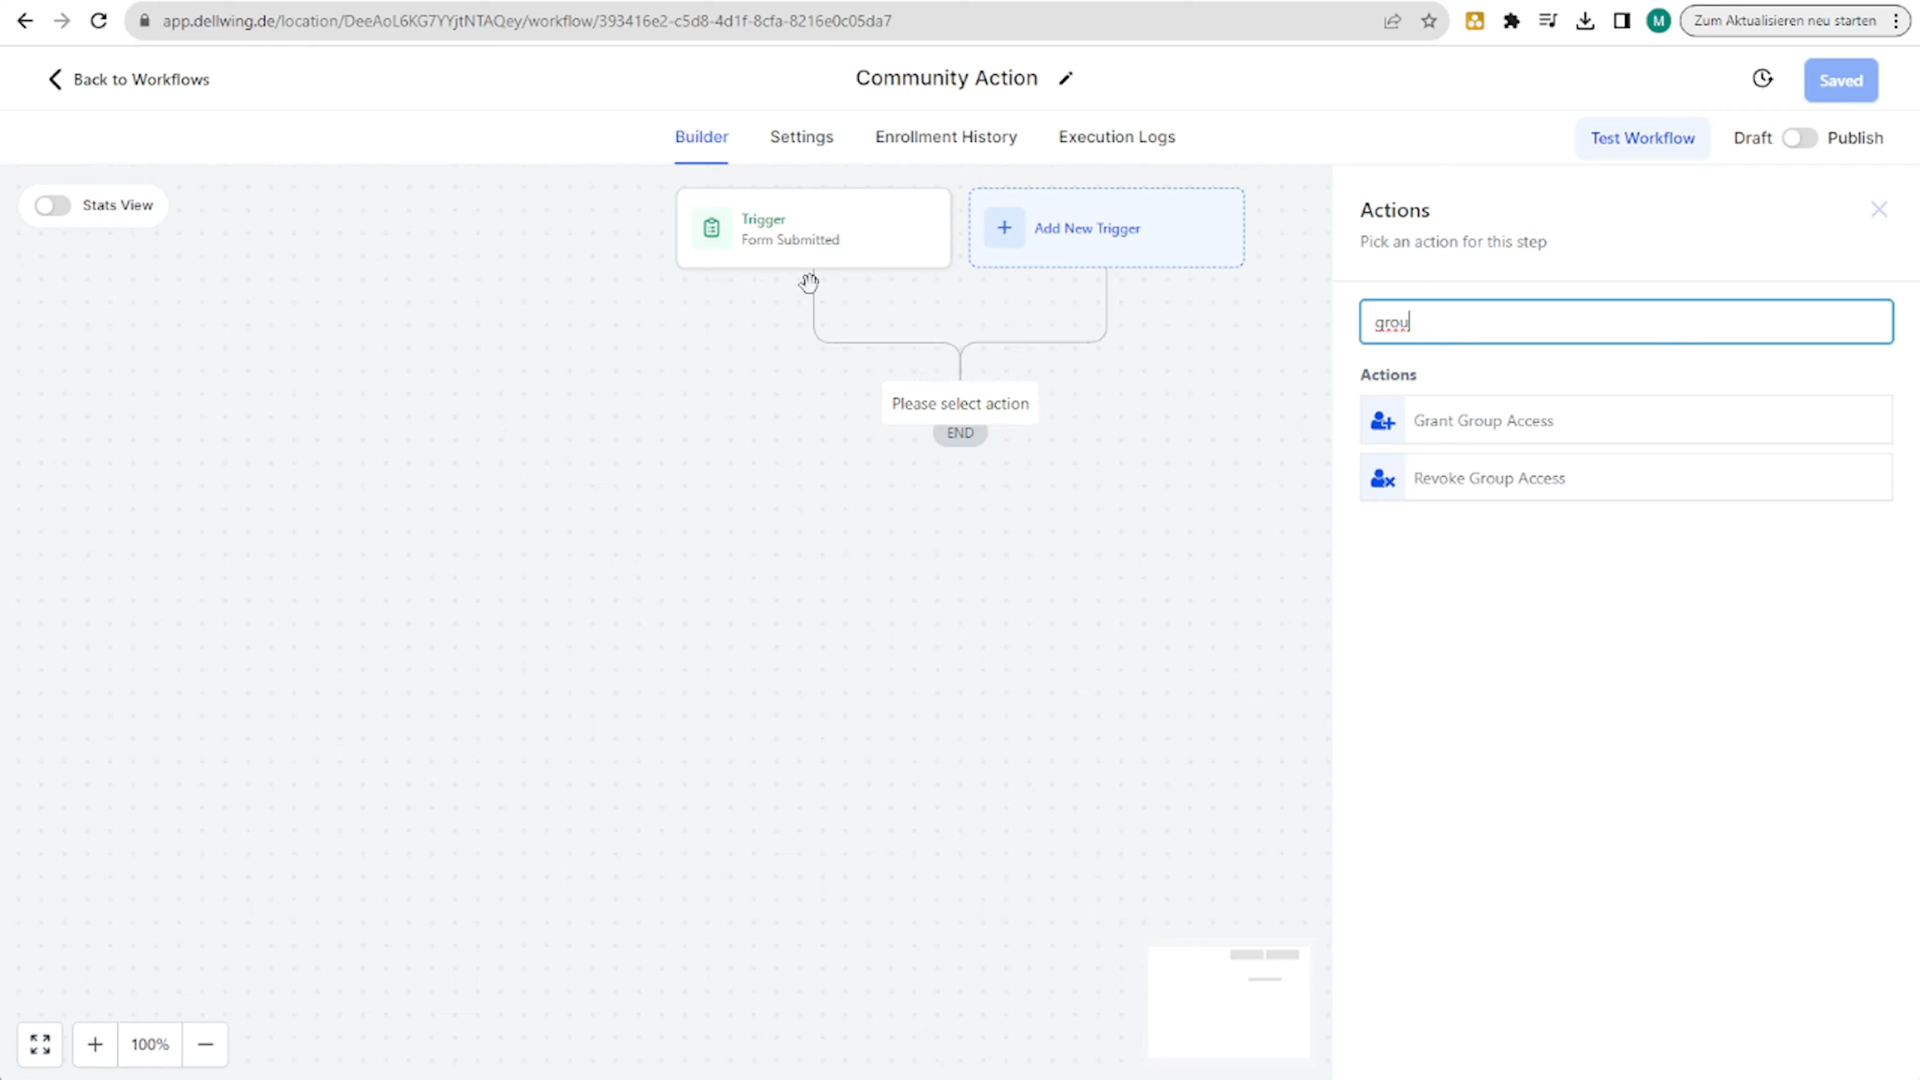 app.dellwing.de/location/DeeAoL6KG7YYjtNTAQey/workflow/393416e2-c5d8-4d1f-8cfa-8216e0c05da7
M
Zum Aktualisieren neu starten
Back to Workflows
Community Action
Saved
Builder
Settings
Enrollment History
Execution Logs
Test Workflow
Draft
Publish
Stats View
Trigger
Form Submitted
Add New Trigger
Please select action
END
Actions
Pick an action for this step
grou
Actions
Grant Group Access
Revoke Group Access
100%